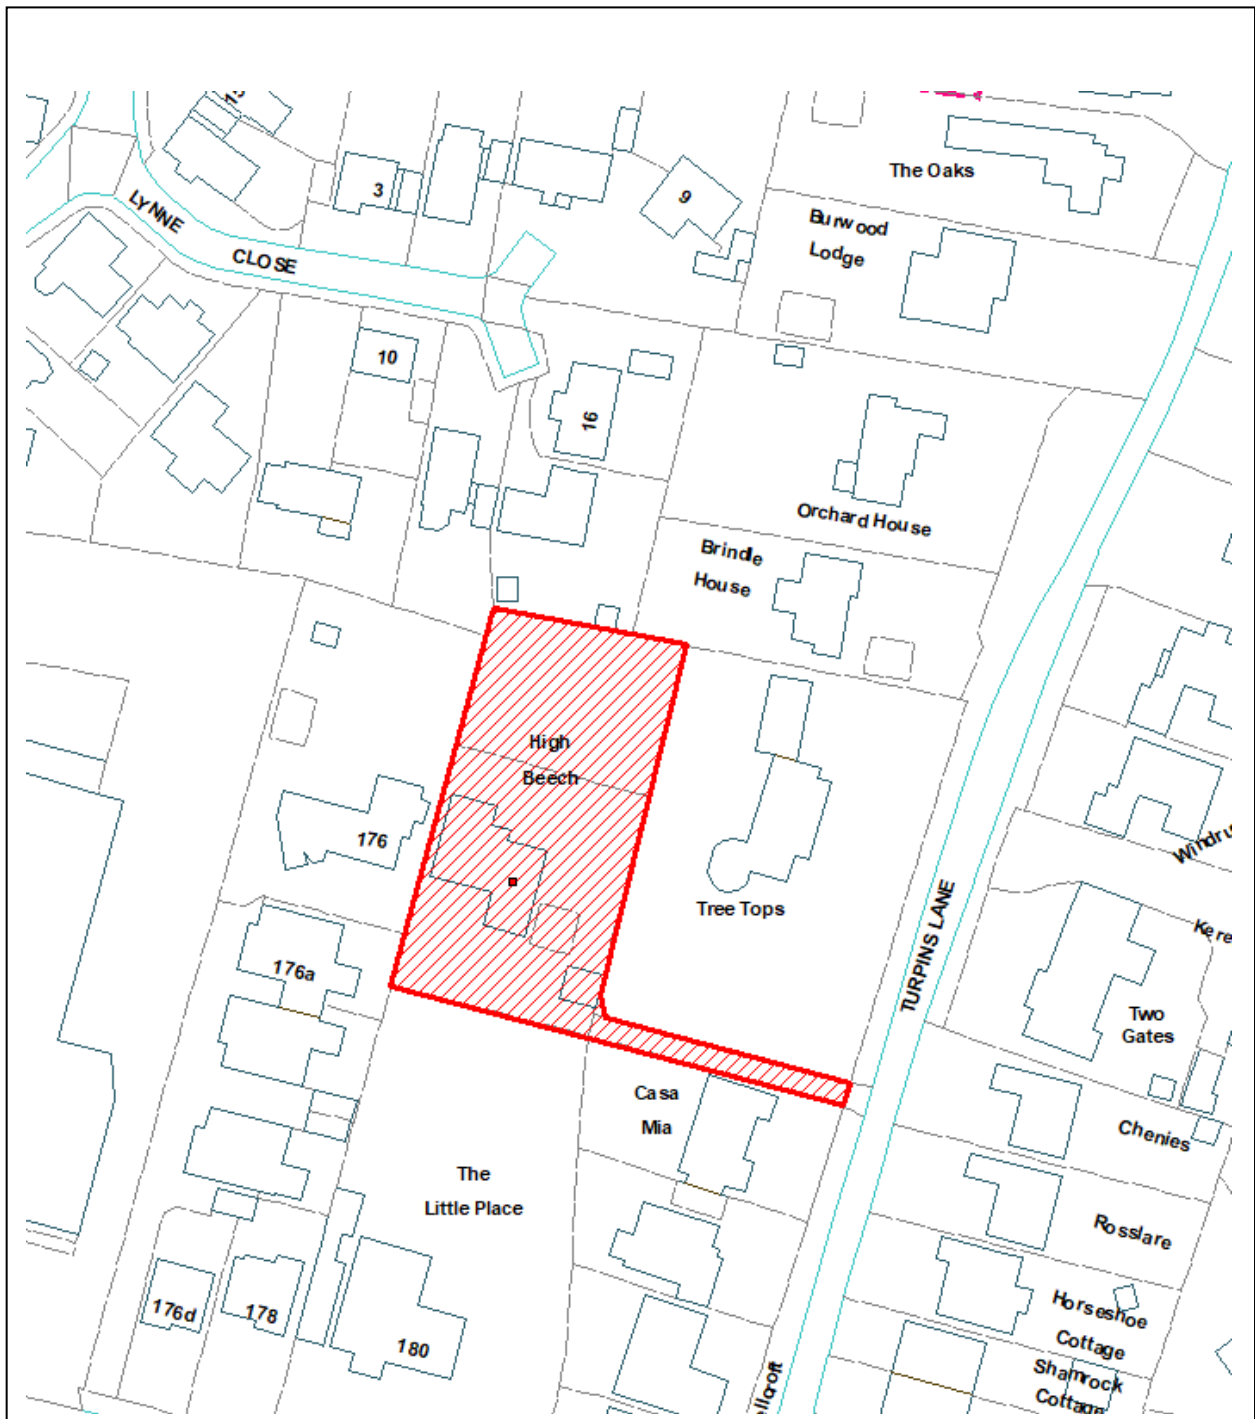 The Oaks
3
9
LYNNE
CLOSE
Burwood
Lodge
10
16
Orchard House
Brindle
House
High
Beech
176
Tree Tops
TURPINS LANE
176a
Two
Gates
Casa
Mia
Chenies
The
Little Place
Rosslare
176d
178
180
Horseshoe
Cottage
Shamrock
Cottage